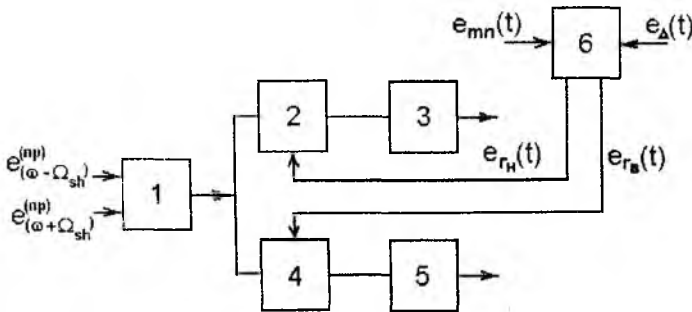 e_mn(t) 6 e_Δ(t)
2 3
e_rн(t) e_rв(t)
e^(пр)_(ω - Ω_sh)
1
e^(пр)_(ω + Ω_sh)
4 5